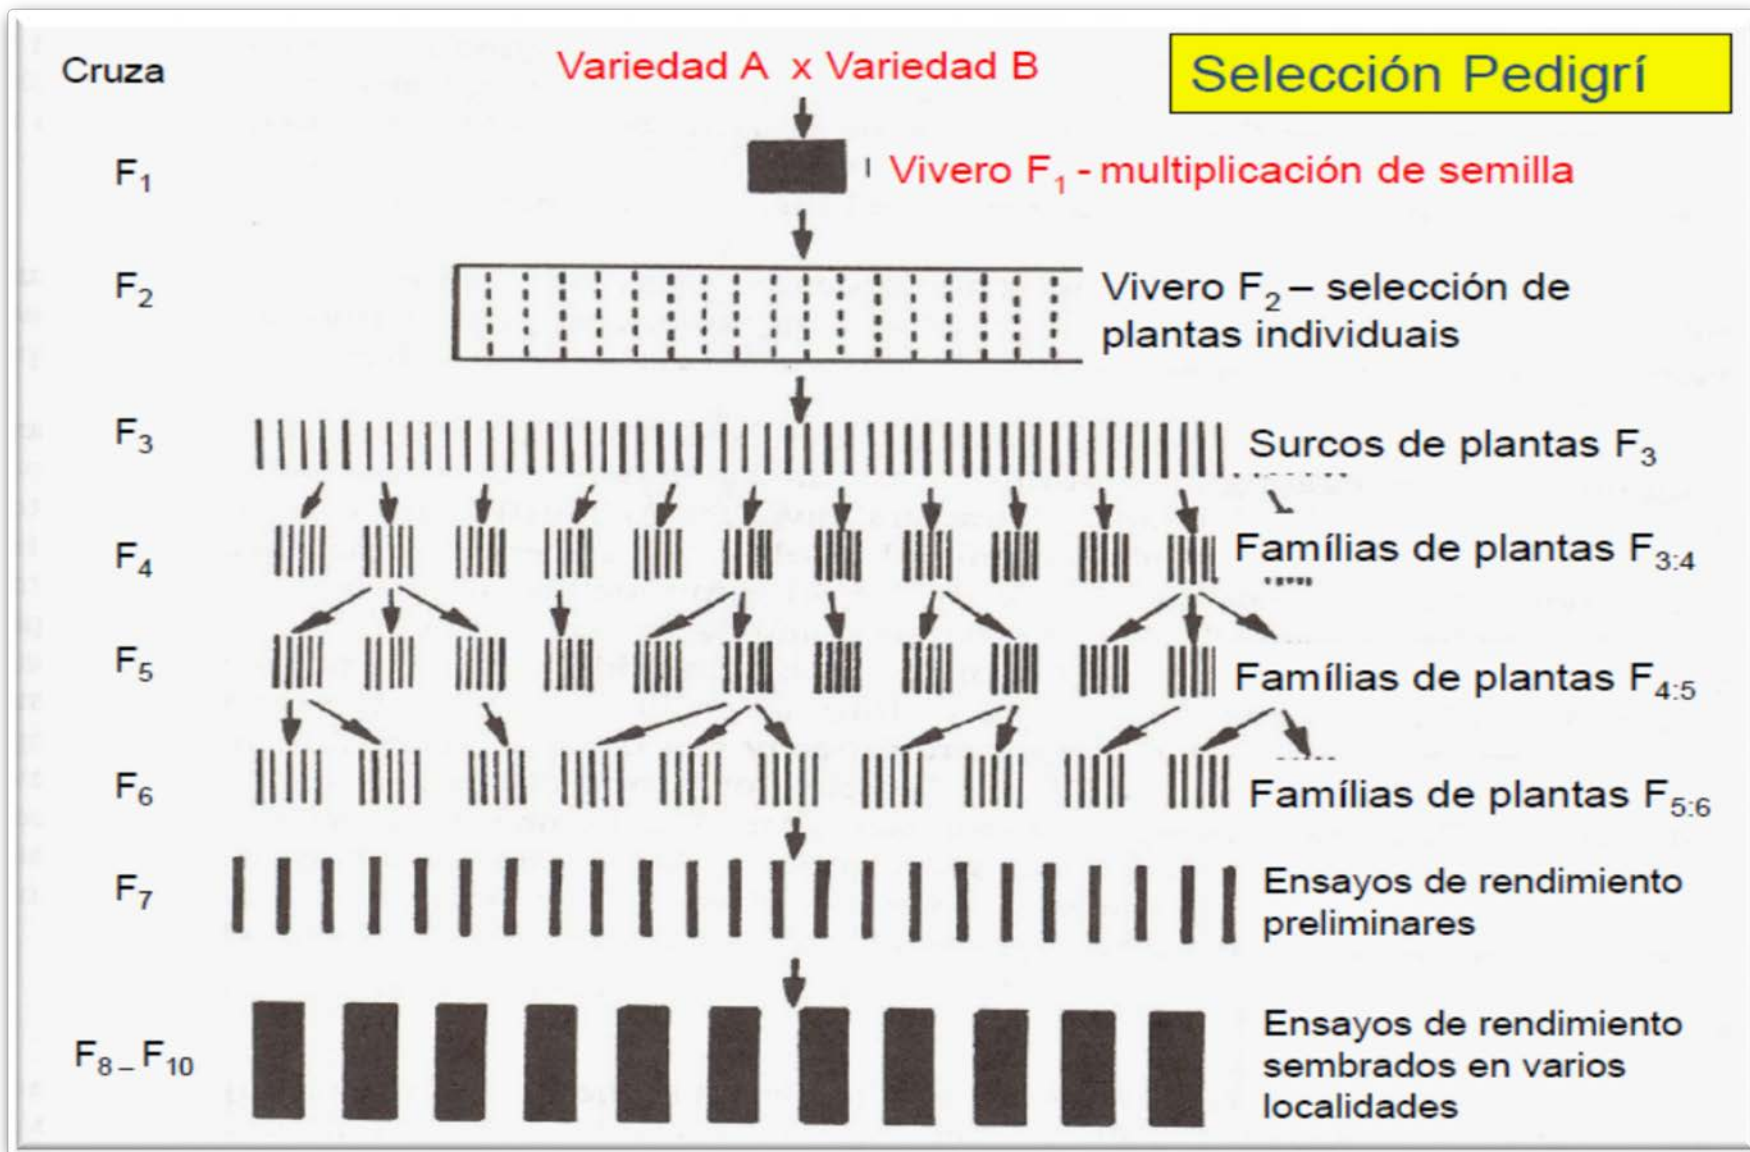 Cruza
Variedad A x Variedad B
Selección Pedigrí
F₁
Vivero F₁ - multiplicación de semilla
F₂
Vivero F₂ – selección de
plantas individuais
F₃
Surcos de plantas F₃
F₄
Famílias de plantas F₃:₄
F₅
Famílias de plantas F₄:₅
F₆
Famílias de plantas F₅:₆
F₇
Ensayos de rendimiento
preliminares
F₈ – F₁₀
Ensayos de rendimiento
sembrados en varios
localidades